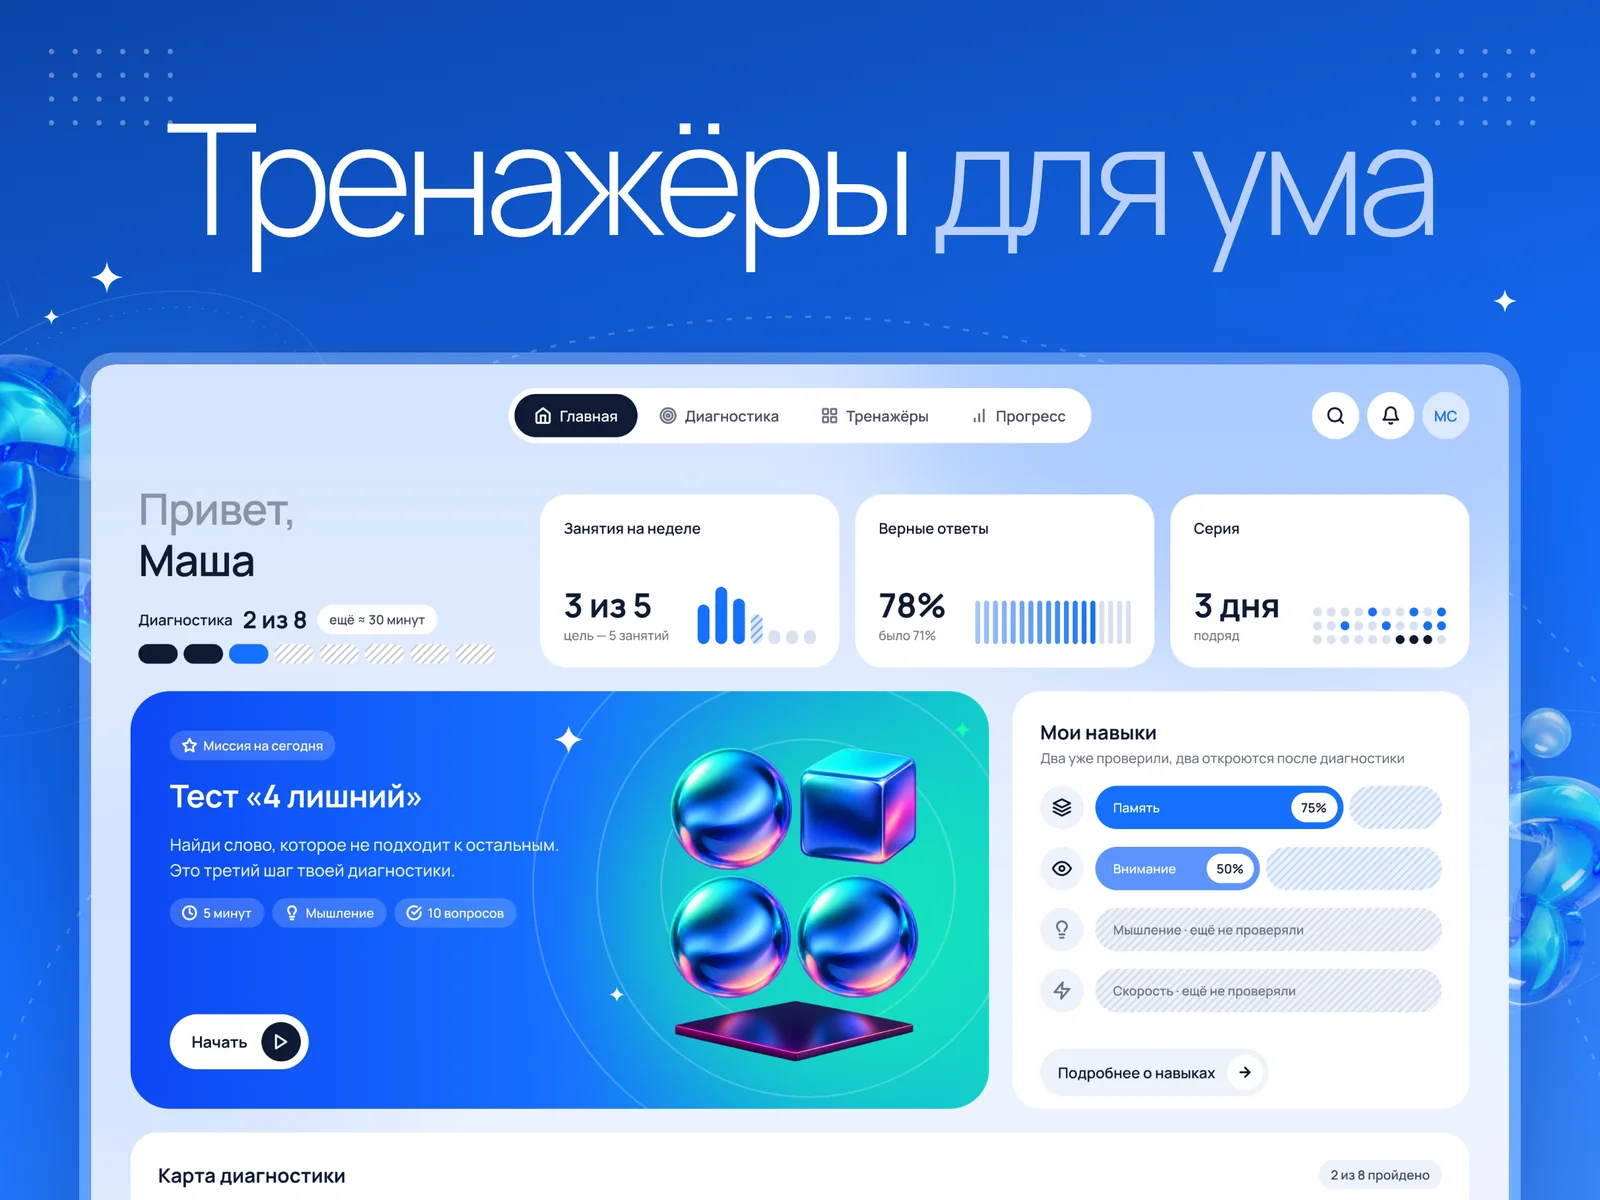 Тренажёры для ума
Главная
Диагностика
Тренажёры
Прогресс
МС
Привет,
Маша
Диагностика 2 из 8 ещё ≈ 30 минут
Занятия на неделе
3 из 5
цель — 5 занятий
Верные ответы
78%
было 71%
Серия
3 дня
подряд
Миссия на сегодня
Тест «4 лишний»
Найди слово, которое не подходит к остальным.
Это третий шаг твоей диагностики.
5 минут
Мышление
10 вопросов
Начать
Мои навыки
Два уже проверили, два откроются после диагностики
Память 75%
Внимание 50%
Мышление · ещё не проверяли
Скорость · ещё не проверяли
Подробнее о навыках
Карта диагностики
2 из 8 пройдено